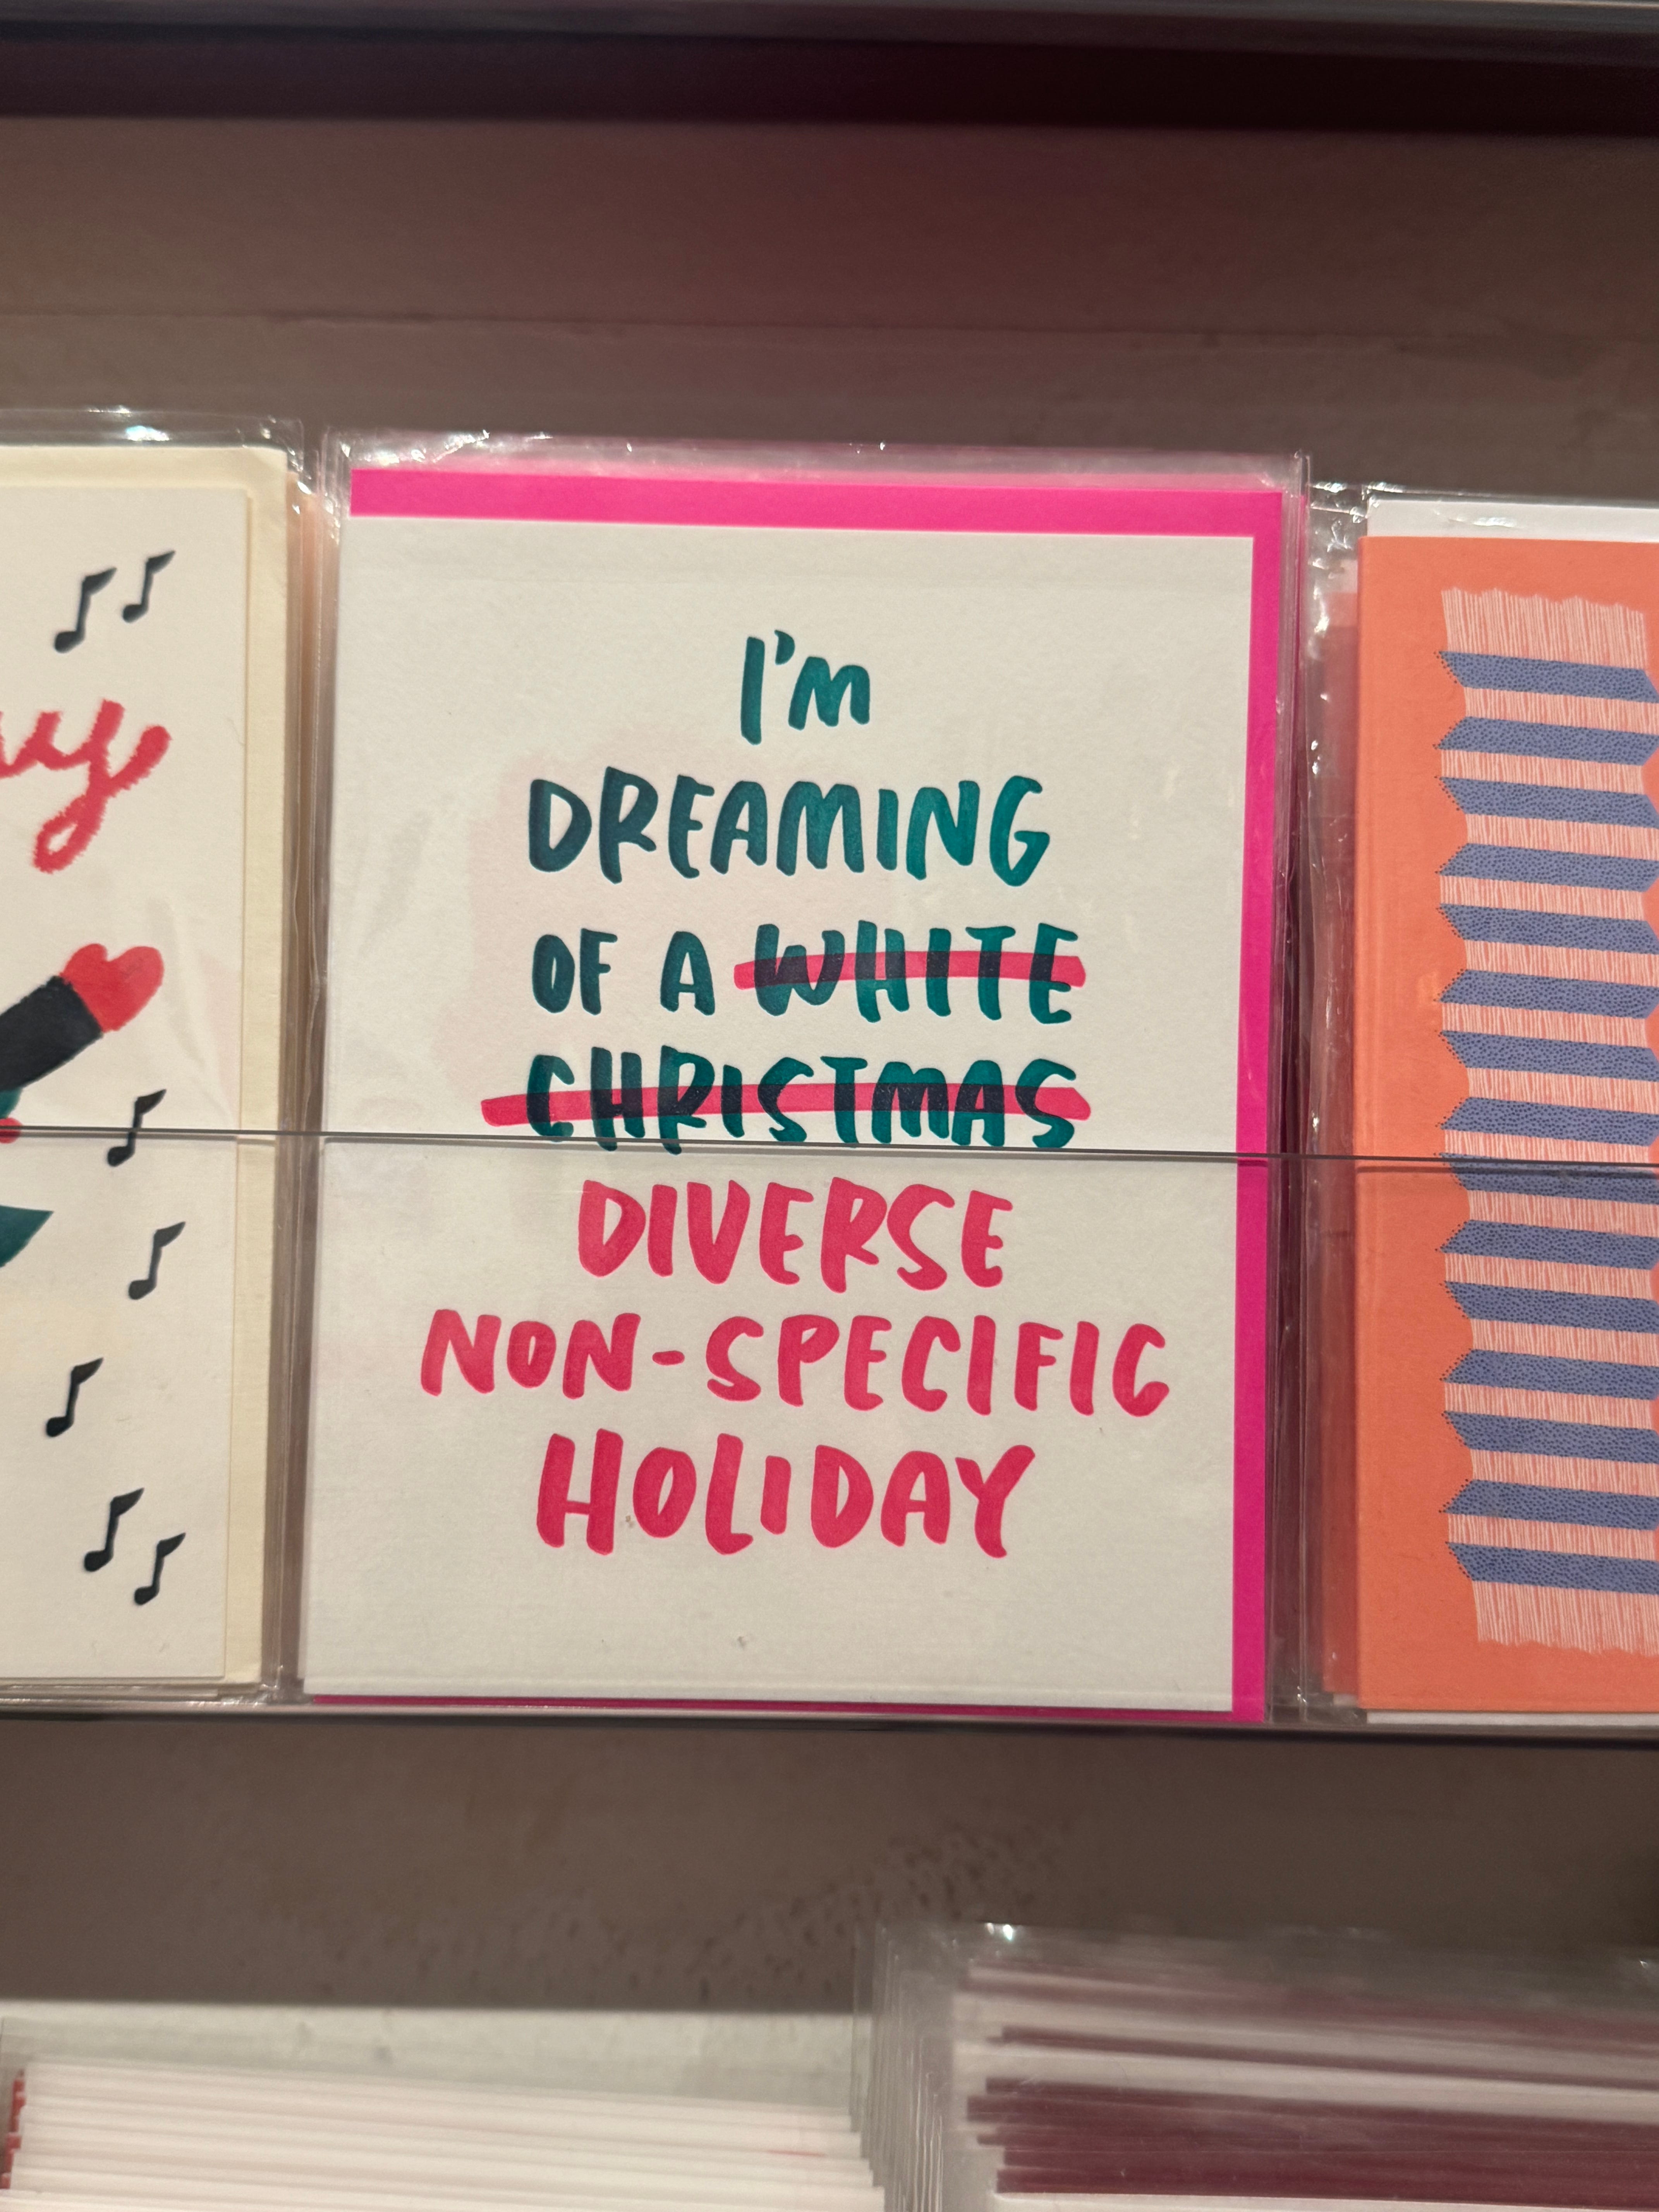 I'M
DREAMING
OF A WHITE
CHRISTMAS
DIVERSE
NON-SPECIFIC
HOLIDAY